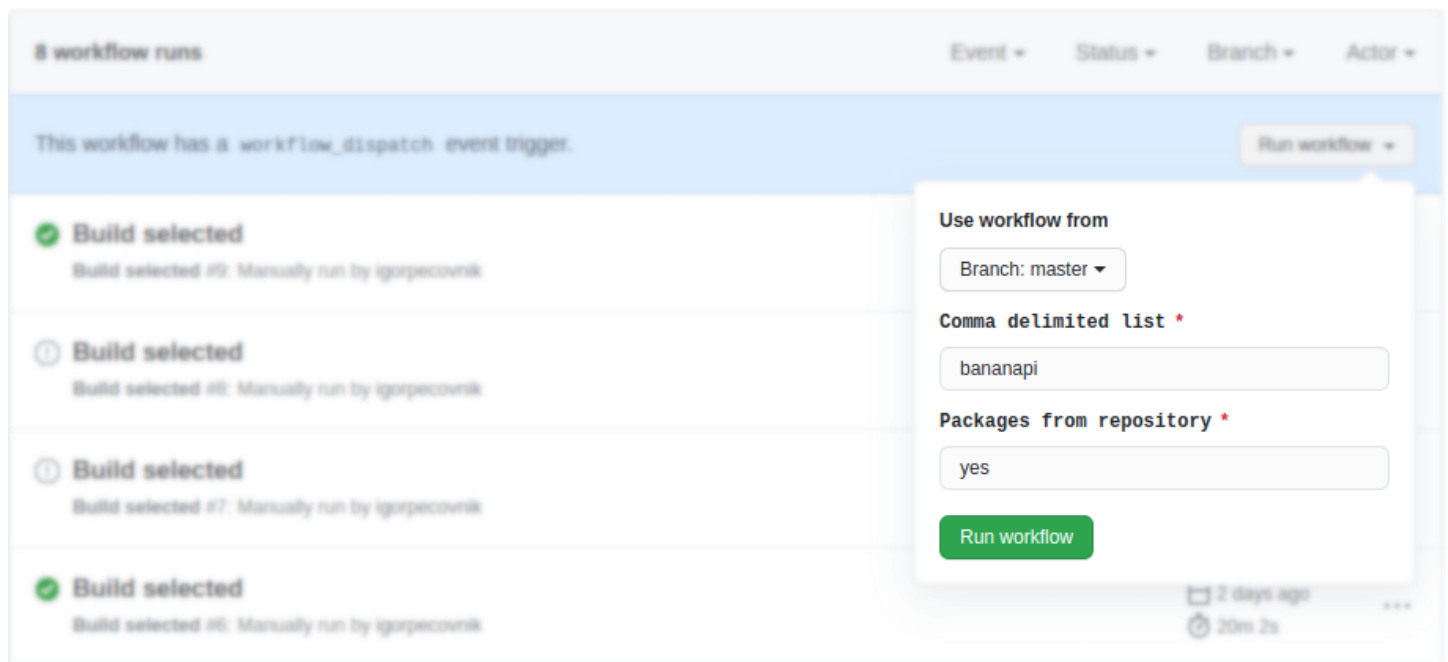 8 workflow runs
Event Status Branch Actor
This workflow has a workflow_dispatch event trigger.
Run workflow
Build selected
Build selected #9: Manually run by igorpecovnik
Build selected
Build selected #8: Manually run by igorpecovnik
Build selected
Build selected #7: Manually run by igorpecovnik
Build selected
Build selected #6: Manually run by igorpecovnik
2 days ago
20m 2s
Use workflow from
Branch: master
Comma delimited list *
bananapi
Packages from repository *
yes
Run workflow